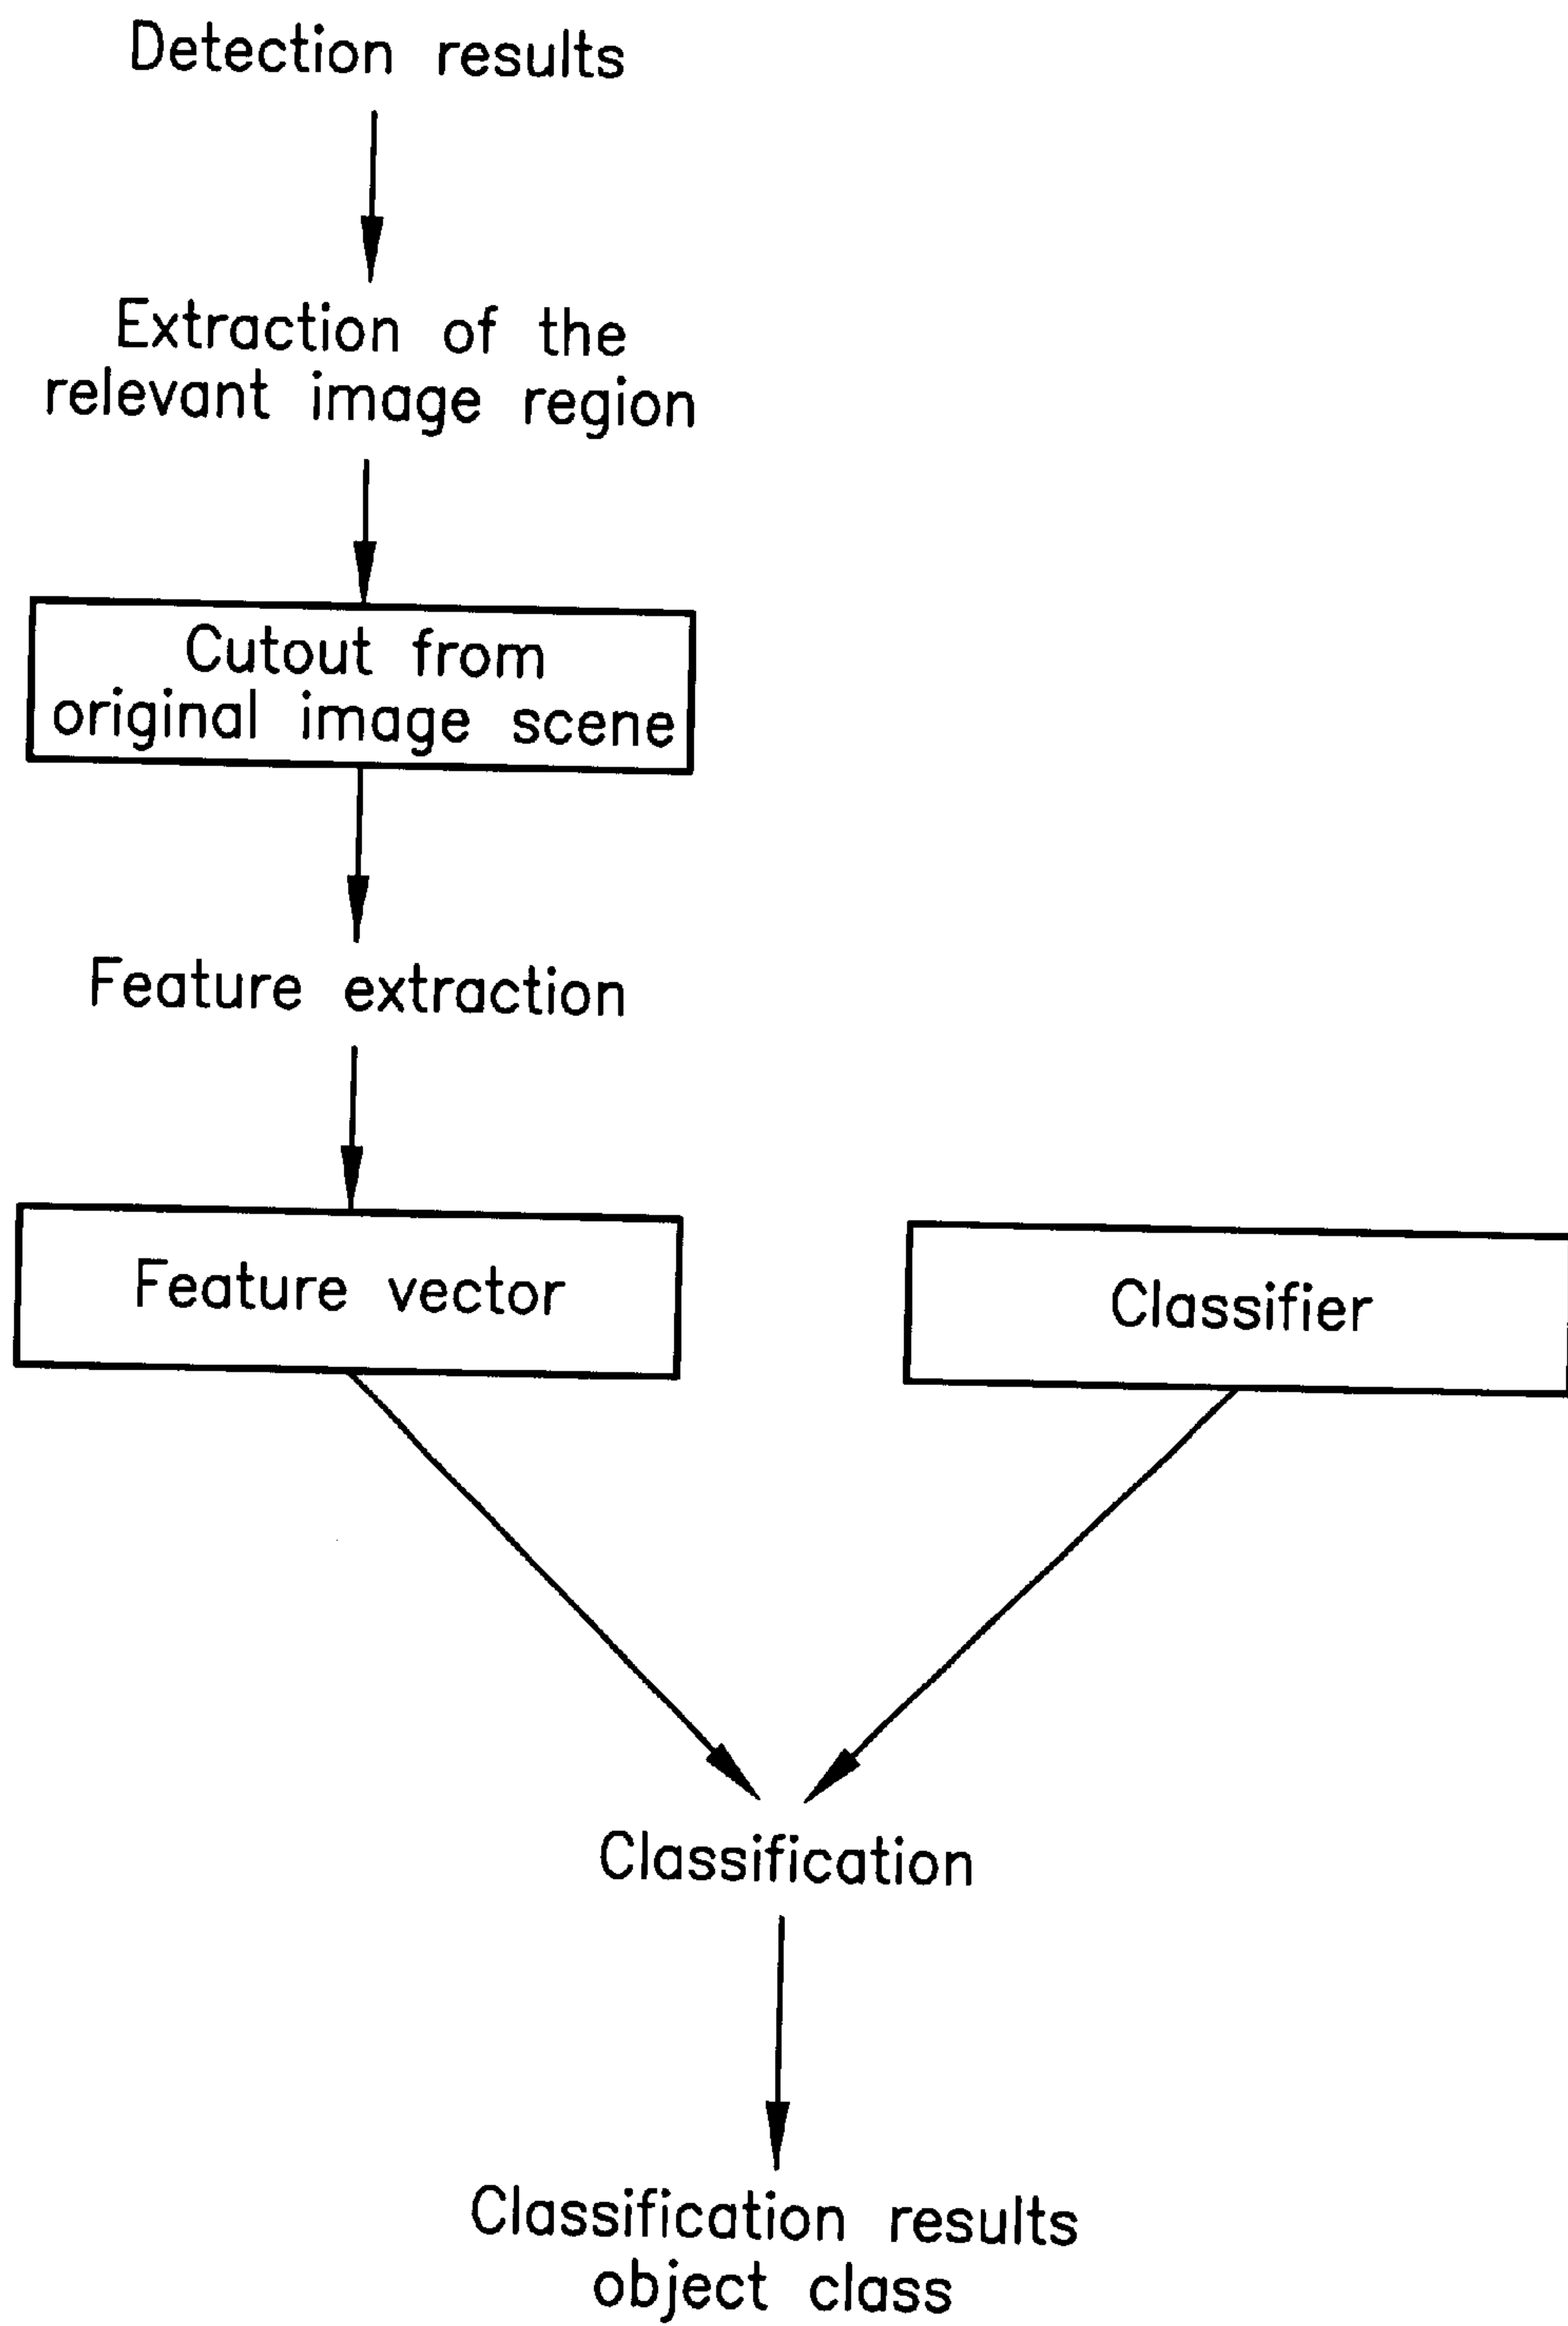 Detection results
Extraction of the
relevant image region
Cutout from
original image scene
Feature extraction
Feature vector
Classifier
Classification
Classification results
object class